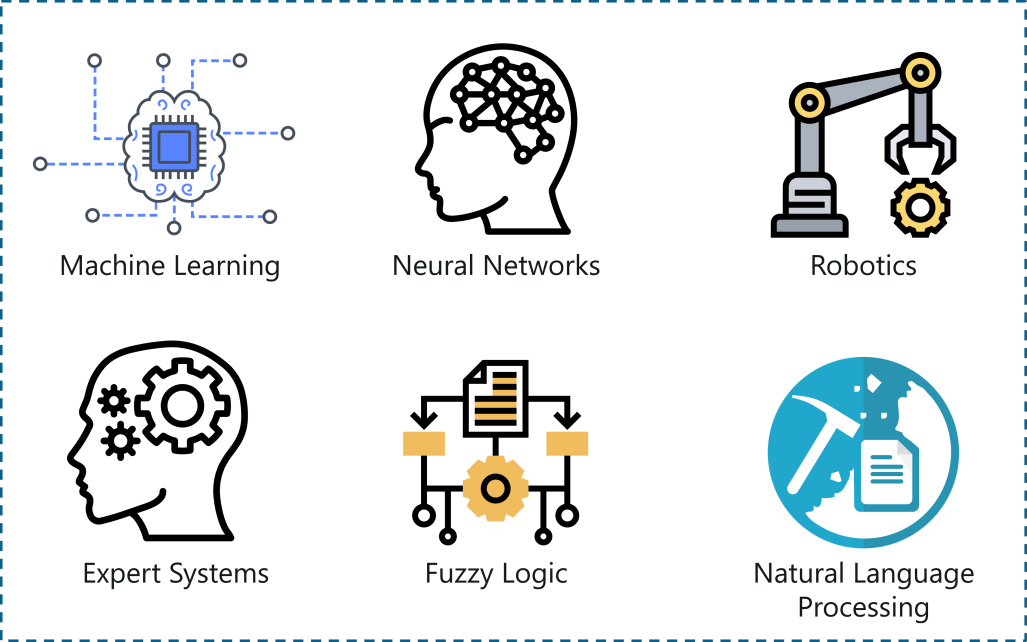 Machine Learning
Neural Networks
Robotics
Expert Systems
Fuzzy Logic
Natural Language
Processing